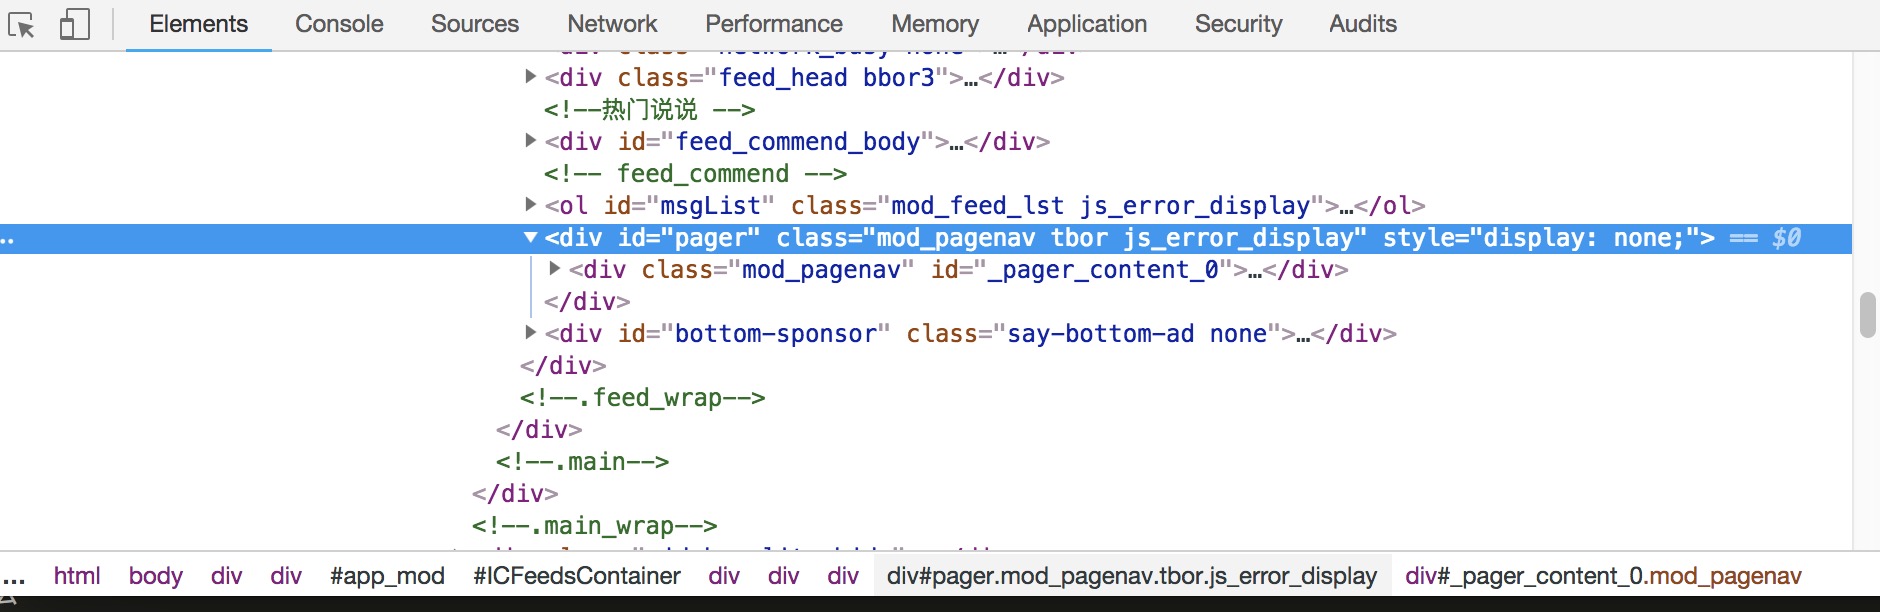 Elements Console Sources Network Performance Memory Application Security Audits
<div class="feed_head bbor3">…</div>
<!--热门说说 -->
<div id="feed_commend_body">…</div>
<!-- feed_commend -->
<ol id="msgList" class="mod_feed_lst js_error_display">…</ol>
<div id="pager" class="mod_pagenav tbor js_error_display" style="display: none;"> == $0
<div class="mod_pagenav" id="_pager_content_0">…</div>
</div>
<div id="bottom-sponsor" class="say-bottom-ad none">…</div>
</div>
<!--.feed_wrap-->
</div>
<!--.main-->
</div>
<!--.main_wrap-->
... html body div div #app_mod #ICFeedsContainer div div div div#pager.mod_pagenav.tbor.js_error_display div#_pager_content_0.mod_pagenav